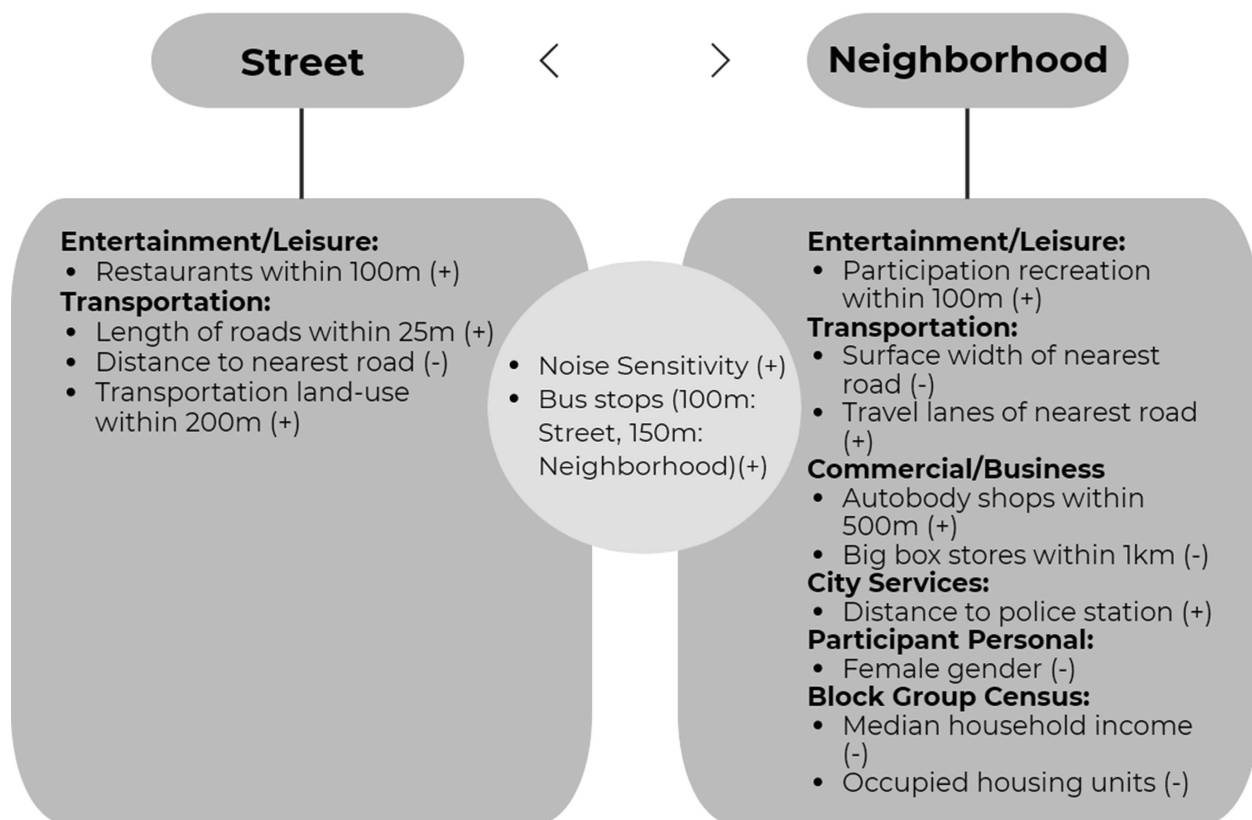 Street
< >
Neighborhood
Entertainment/Leisure:
• Restaurants within 100m (+)
Transportation:
• Length of roads within 25m (+)
• Distance to nearest road (-)
• Transportation land-use
within 200m (+)
• Noise Sensitivity (+)
• Bus stops (100m:
Street, 150m:
Neighborhood)(+)
Entertainment/Leisure:
• Participation recreation
within 100m (+)
Transportation:
• Surface width of nearest
road (-)
• Travel lanes of nearest road
(+)
Commercial/Business
• Autobody shops within
500m (+)
• Big box stores within 1km (-)
City Services:
• Distance to police station (+)
Participant Personal:
• Female gender (-)
Block Group Census:
• Median household income
(-)
• Occupied housing units (-)